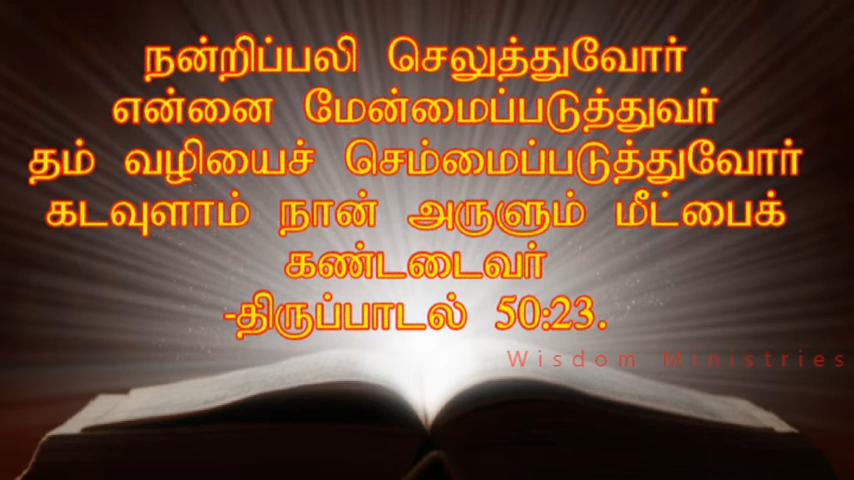 நன்றிப்பலி செலுத்துவோர்
என்னை மேன்மைப்படுத்துவர்
தம் வழியைச் செம்மைப்படுத்துவோர்
கடவுளாம் நான் அருளும் மீட்பைக்
கண்டடைவர்
-திருப்பாடல் 50:23.
Wisdom Ministries